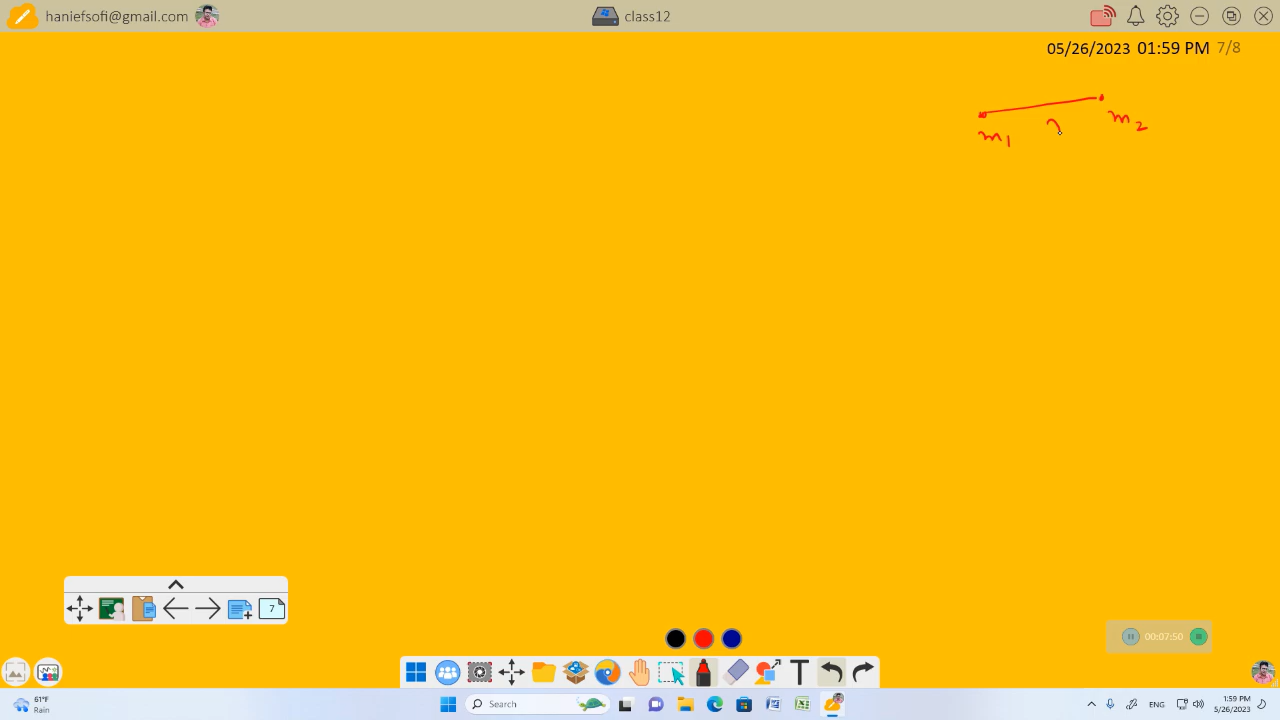 haniefsofi@gmail.com
class12
05/26/2023 01:59 PM 7/8
m1
m2
7
00:07:50
T
61°F
Rain
Search
ENG
1:59 PM
5/26/2023